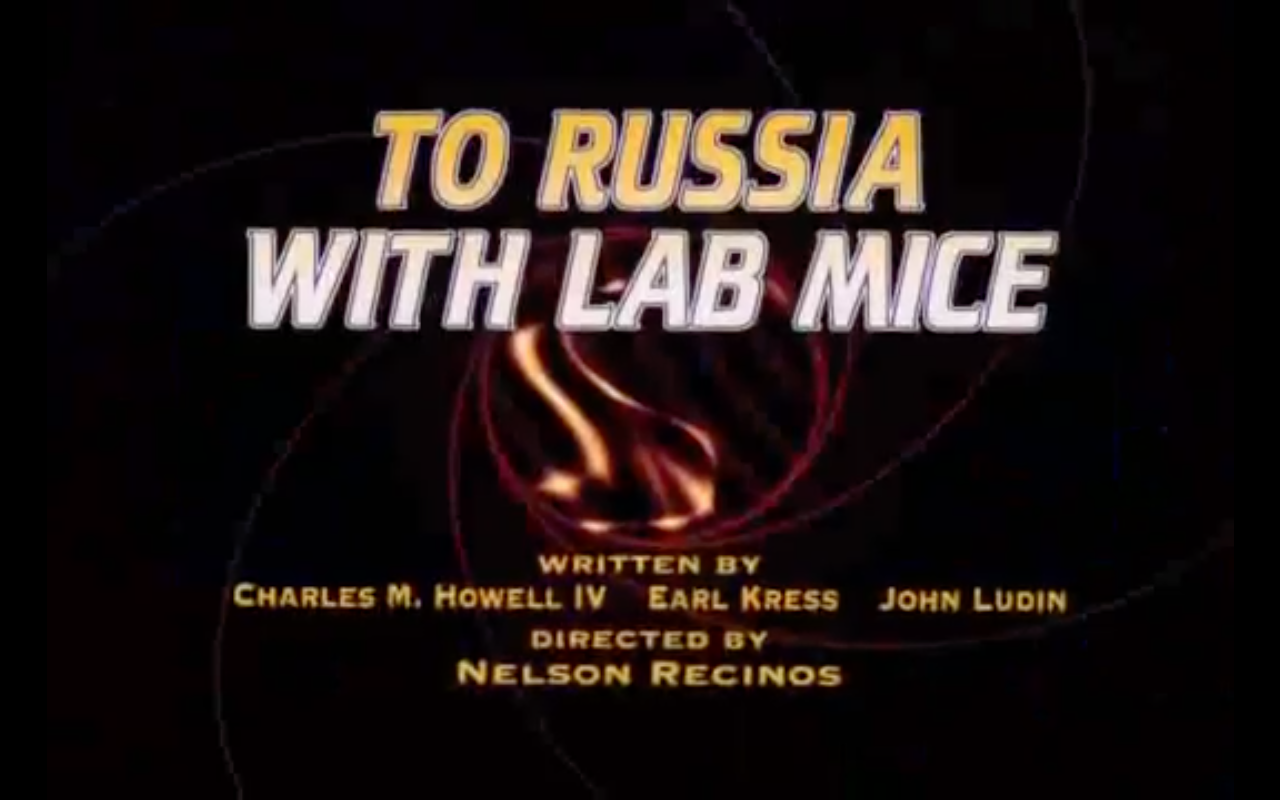 TO RUSSIA
WITH LAB MICE
WRITTEN BY
CHARLES M. HOWELL IV EARL KRESS JOHN LUDIN
DIRECTED BY
NELSON RECINOS